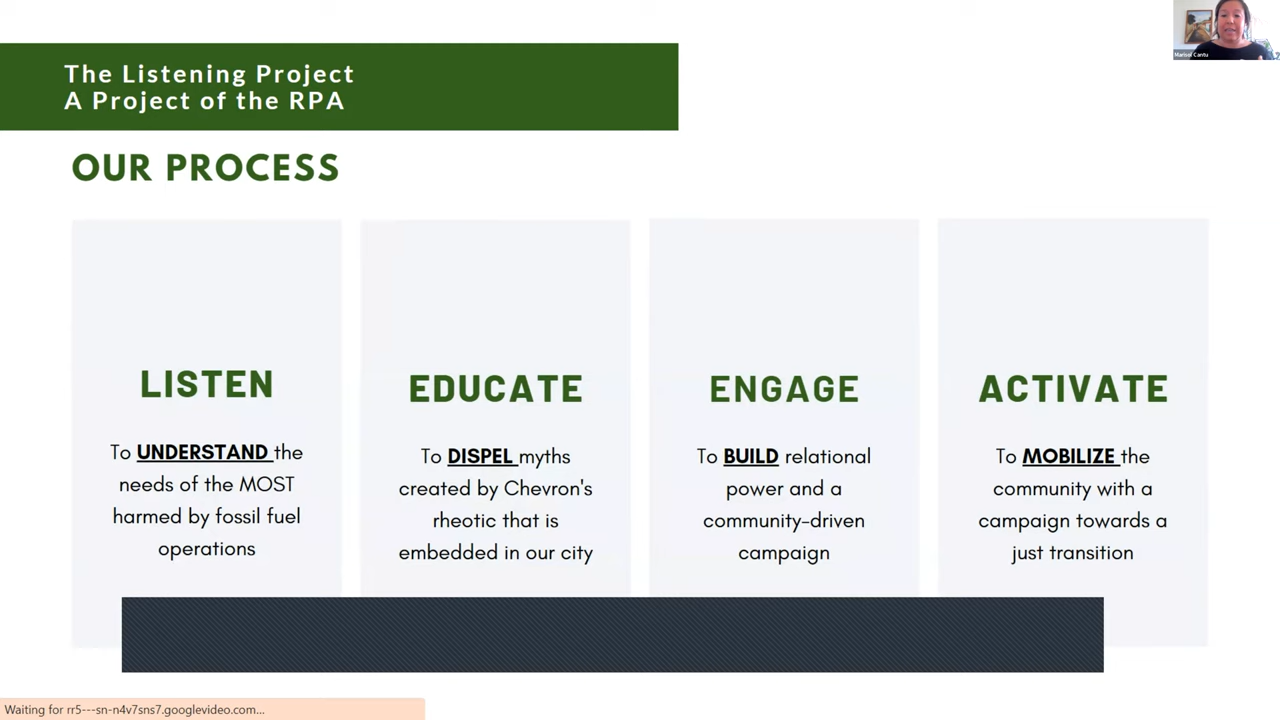 The Listening Project
A Project of the RPA
OUR PROCESS
LISTEN
To UNDERSTAND the
needs of the MOST
harmed by fossil fuel
operations
EDUCATE
To DISPEL myths
created by Chevron's
rheotic that is
embedded in our city
ENGAGE
To BUILD relational
power and a
community-driven
campaign
ACTIVATE
To MOBILIZE the
community with a
campaign towards a
just transition
Marisol Cantu
Waiting for rr5---sn-n4v7sns7.googlevideo.com...